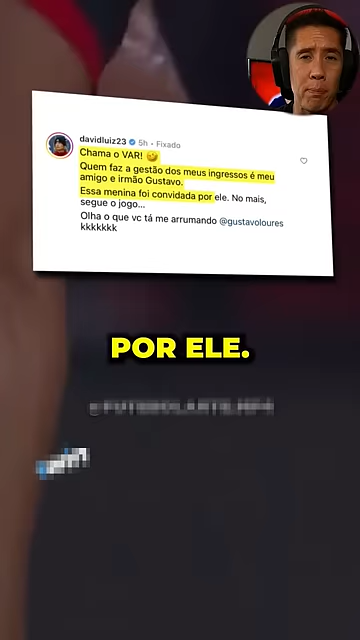 davidluiz23 5h • Fixado
Chama o VAR! 🤣
Quem faz a gestão dos meus ingressos é meu
amigo e irmão Gustavo.
Essa menina foi convidada por ele. No mais,
segue o jogo...
Olha o que vc tá me arrumando @gustavoloures
kkkkkkk
POR ELE.